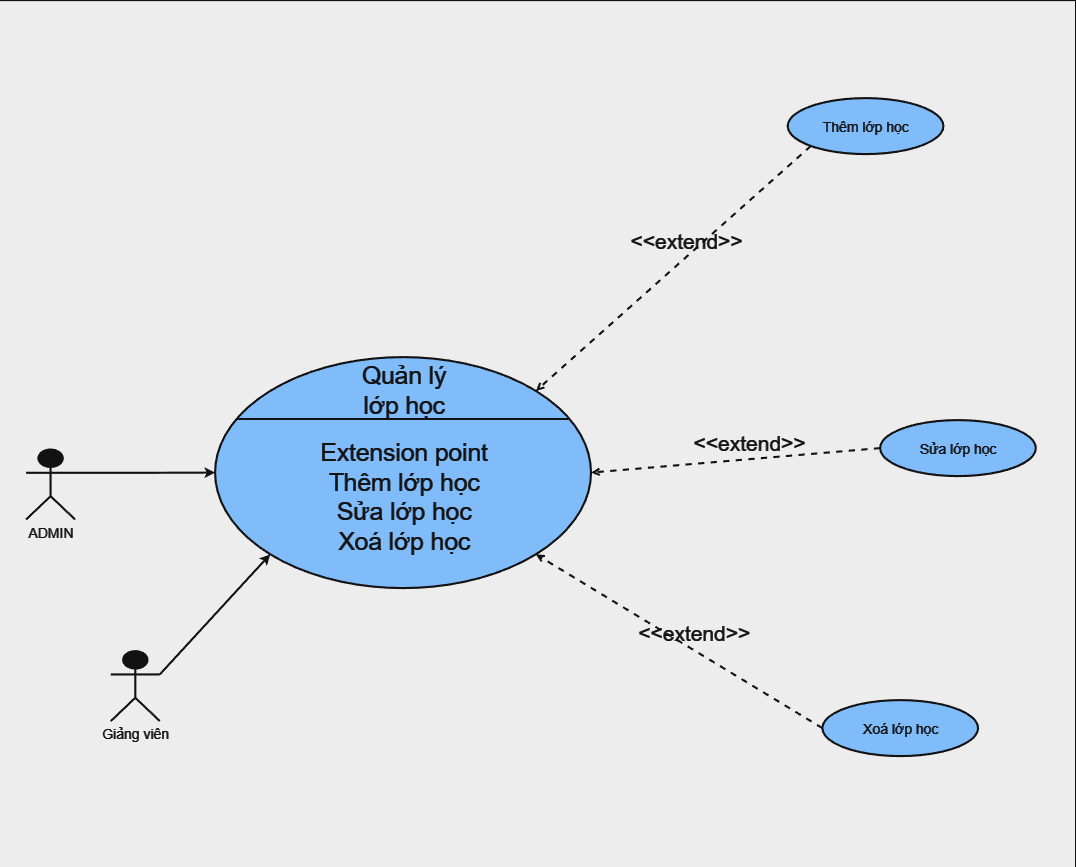 Thêm lớp học
<<extend>>
Quản lý
lớp học
Extension point
Thêm lớp học
Sửa lớp học
Xoá lớp học
<<extend>>
Sửa lớp học
ADMIN
<<extend>>
Giảng viên
Xoá lớp học